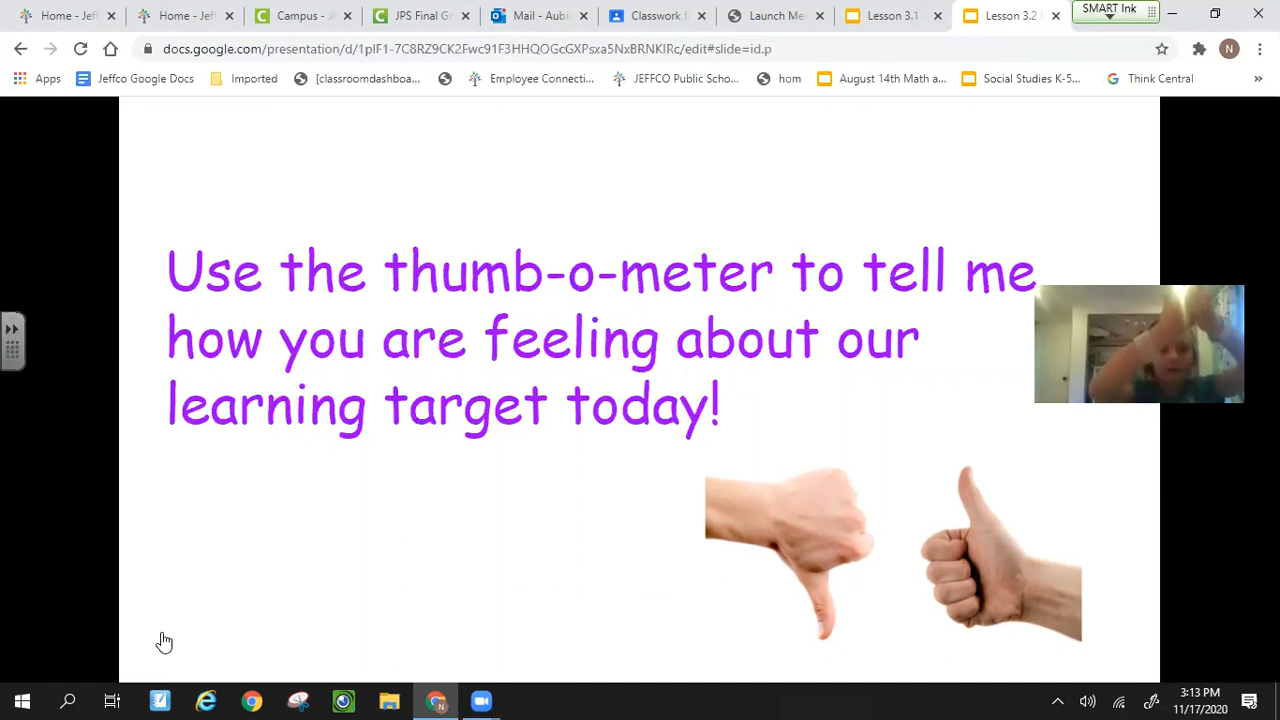 Home - Jef
Home - Jeff
Campus - A
JPS Final G
Mail - Aubi
Classwork f
Launch Me
Lesson 3.1
Lesson 3.2
SMART Ink
docs.google.com/presentation/d/1plF1-7C8RZ9CK2Fwc91F3HHQOGcGXPsxa5NxBRNKIRc/edit#slide=id.p
N
Apps
Jeffco Google Docs
Imported
[classroomdashboa...
Employee Connecti...
JEFFCO Public Scho...
hsm
August 14th Math a...
Social Studies K-5...
Think Central
Use the thumb-o-meter to tell me
how you are feeling about our
learning target today!
3:13 PM
11/17/2020